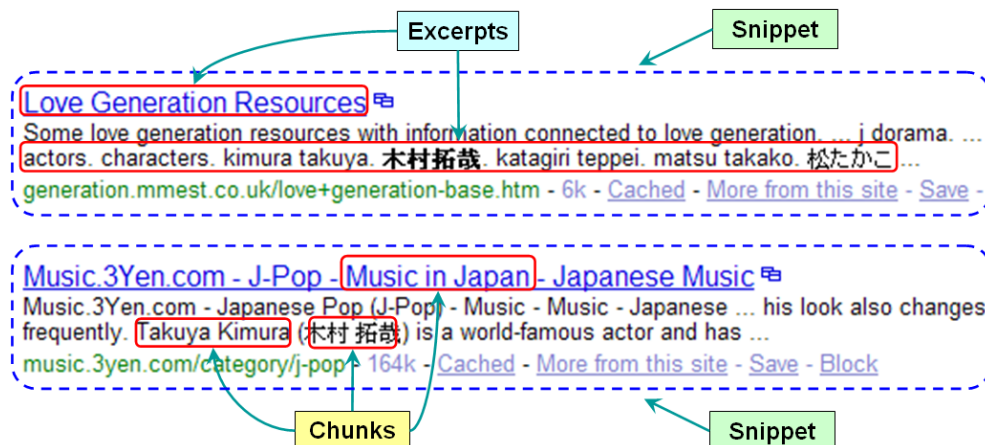 Excerpts
Snippet
Love Generation Resources
Some love generation resources with information connected to love generation. ... j dorama. ...
actors. characters. kimura takuya. 木村拓哉. katagiri teppei. matsu takako. 松たかこ ...
generation.mmest.co.uk/love+generation-base.htm - 6k - Cached - More from this site - Save -
Music.3Yen.com - J-Pop - Music in Japan - Japanese Music
Music.3Yen.com - Japanese Pop (J-Pop) - Music - Music - Japanese ... his look also changes
frequently. Takuya Kimura (木村 拓哉) is a world-famous actor and has ...
music.3yen.com/category/j-pop - 164k - Cached - More from this site - Save - Block
Chunks
Snippet